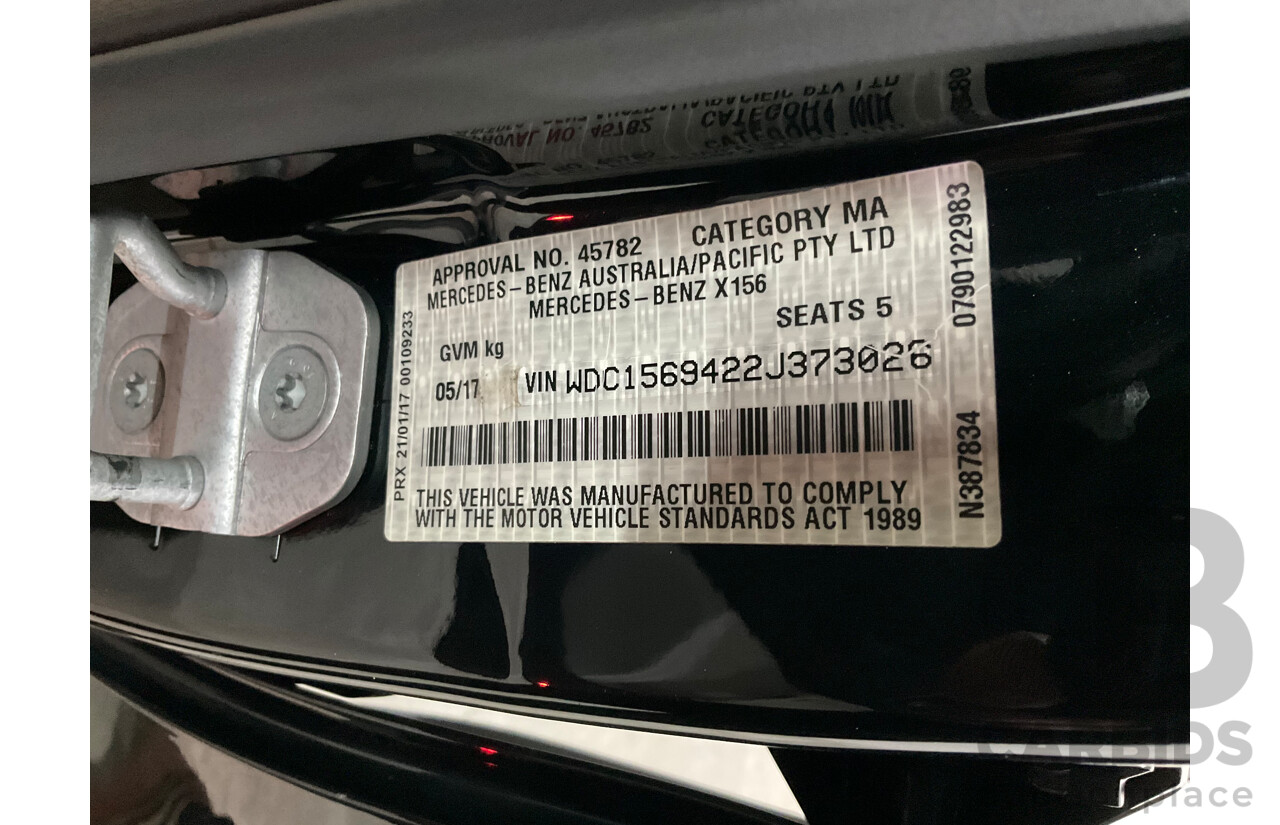 APPROVAL NO. 45782 CATEGORY MA
MERCEDES-BENZ AUSTRALIA/PACIFIC PTY LTD
MERCEDES-BENZ X156
SEATS 5
GVM kg
05/17 VIN WDC1569422J373026
THIS VEHICLE WAS MANUFACTURED TO COMPLY
WITH THE MOTOR VEHICLE STANDARDS ACT 1989
PRX 21/01/17 00109233
0790122983
N387834
CARBIDS